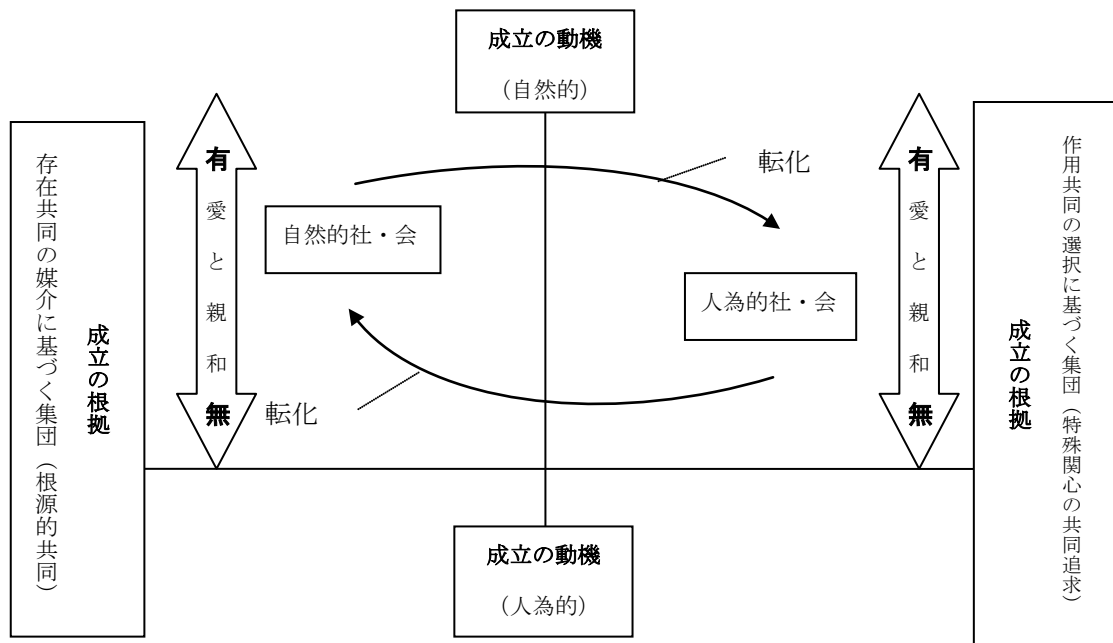 成立の動機
（自然的）
成立の根拠
存在共同の媒介に基づく集団（根源的共同）
有
愛と親和
無
自然的社・会
転化
転化
人為的社・会
有
愛と親和
無
作用共同の選択に基づく集団（特殊関心の共同追求）
成立の根拠
成立の動機
（人為的）